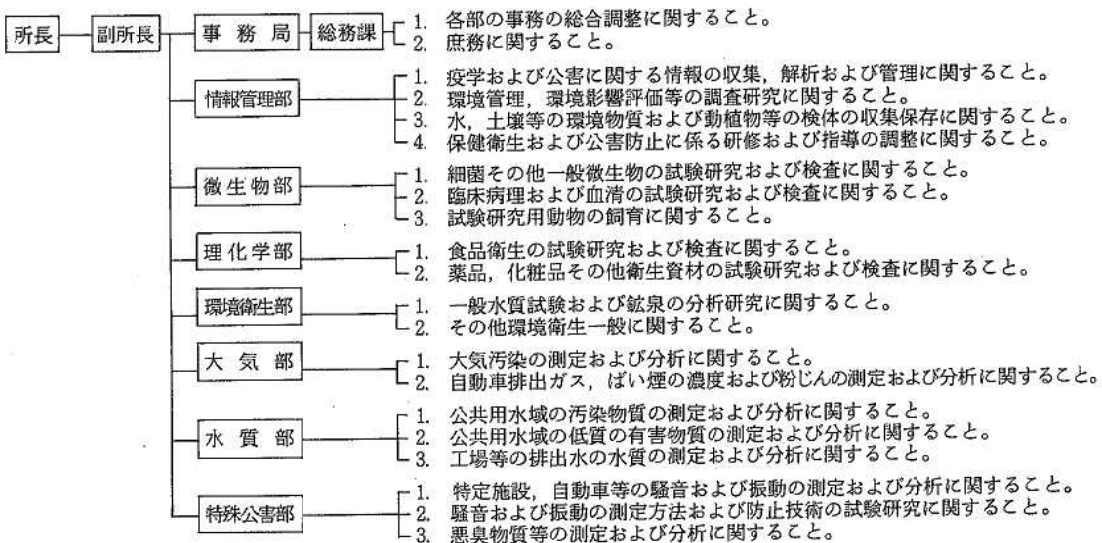 所長 副所長 事務局 総務課 1. 各部の事務の総合調整に関すること。
2. 庶務に関すること。
情報管理部 1. 疫学および公害に関する情報の収集，解析および管理に関すること。
2. 環境管理，環境影響評価等の調査研究に関すること。
3. 水，土壌等の環境物質および動植物等の検体の収集保存に関すること。
4. 保健衛生および公害防止に係る研修および指導の調整に関すること。
微生物部 1. 細菌その他一般微生物の試験研究および検査に関すること。
2. 臨床病理および血清の試験研究および検査に関すること。
3. 試験研究用動物の飼育に関すること。
理化学部 1. 食品衛生の試験研究および検査に関すること。
2. 薬品，化粧品その他衛生資材の試験研究および検査に関すること。
環境衛生部 1. 一般水質試験および鉱泉の分析研究に関すること。
2. その他環境衛生一般に関すること。
大気部 1. 大気汚染の測定および分析に関すること。
2. 自動車排出ガス，ばい煙の濃度および粉じんの測定および分析に関すること。
水質部 1. 公共用水域の汚染物質の測定および分析に関すること。
2. 公共用水域の低質の有害物質の測定および分析に関すること。
3. 工場等の排出水の水質の測定および分析に関すること。
特殊公害部 1. 特定施設，自動車等の騒音および振動の測定および分析に関すること。
2. 騒音および振動の測定方法および防止技術の試験研究に関すること。
3. 悪臭物質等の測定および分析に関すること。